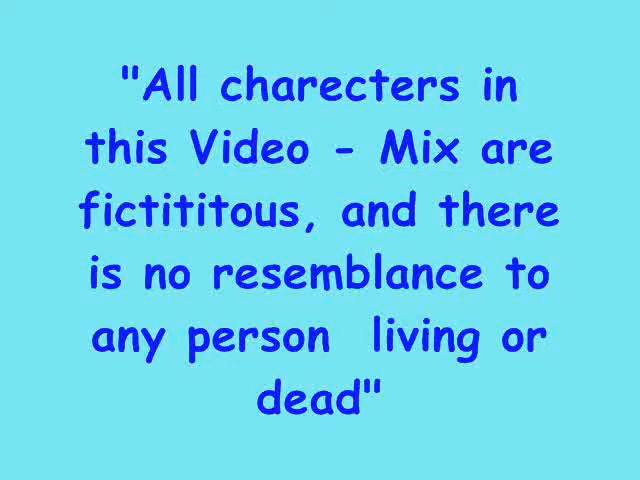 "All charecters in
this Video - Mix are
fictititous, and there
is no resemblance to
any person  living or
dead"